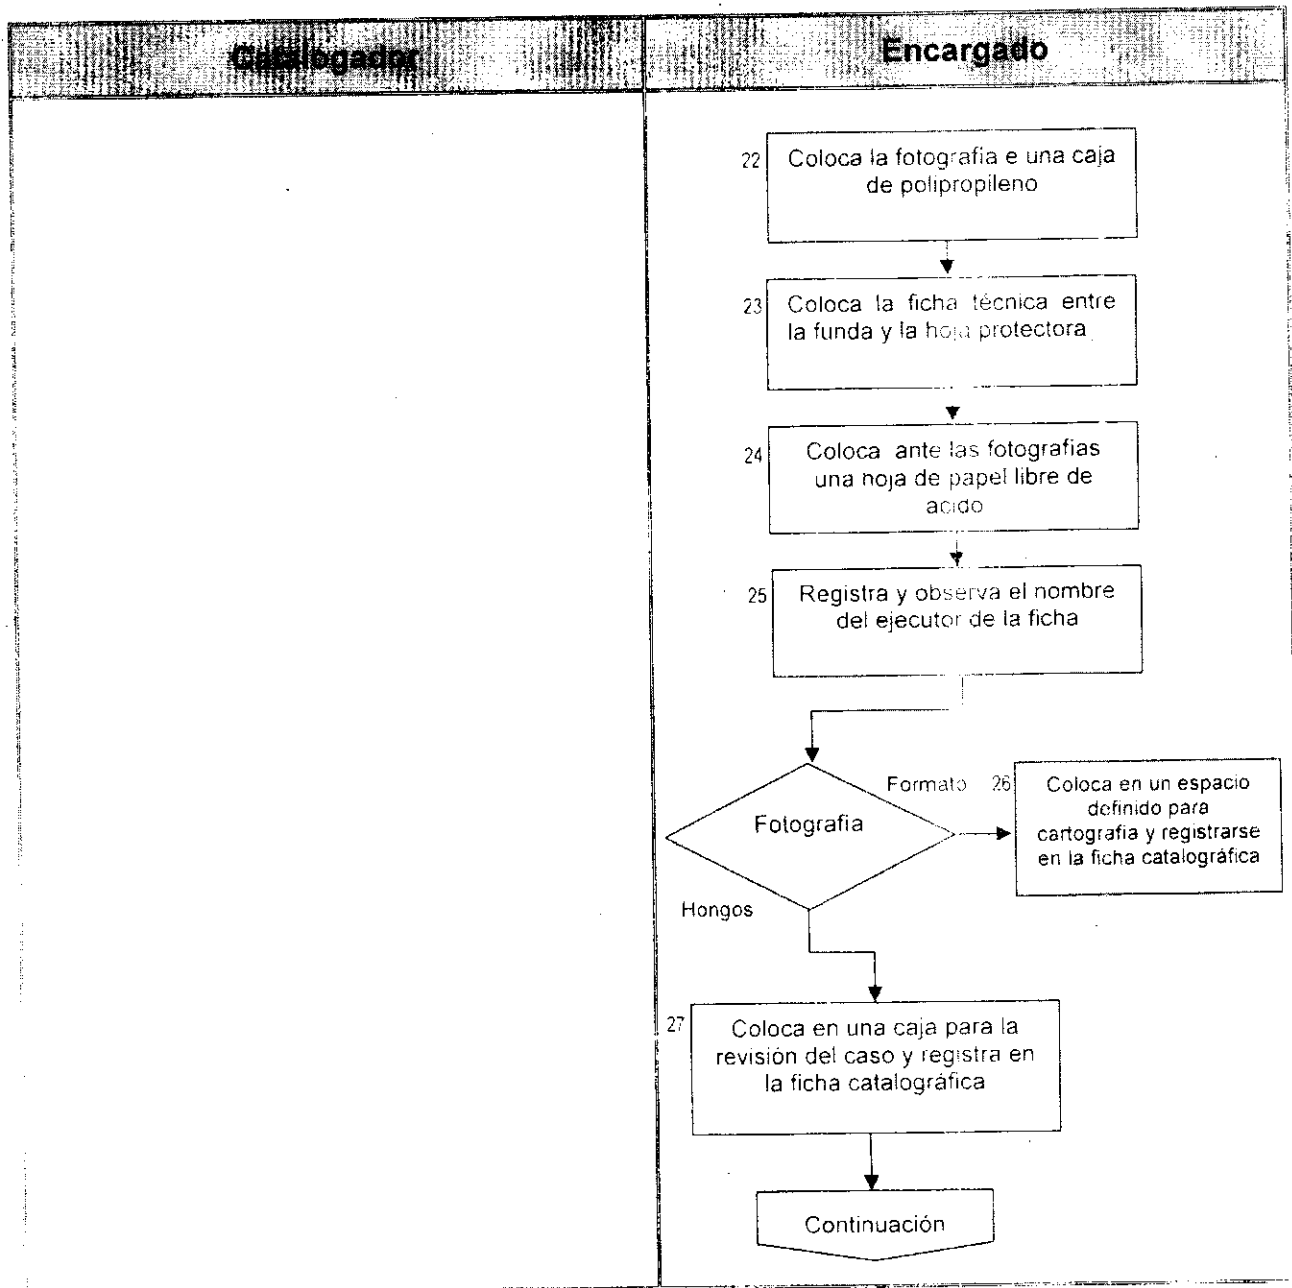 Catalogador
Encargado
22
Coloca la fotografia e una caja
de polipropileno
23
Coloca la ficha técnica entre
la funda y la hoja protectora
24
Coloca ante las fotografias
una hoja de papel libre de
acido
25
Registra y observa el nombre
del ejecutor de la ficha
Fotografia
Formato
26
Coloca en un espacio
definido para
cartografia y registrarse
en la ficha catalográfica
Hongos
27
Coloca en una caja para la
revisión del caso y registra en
la ficha catalográfica
Continuación